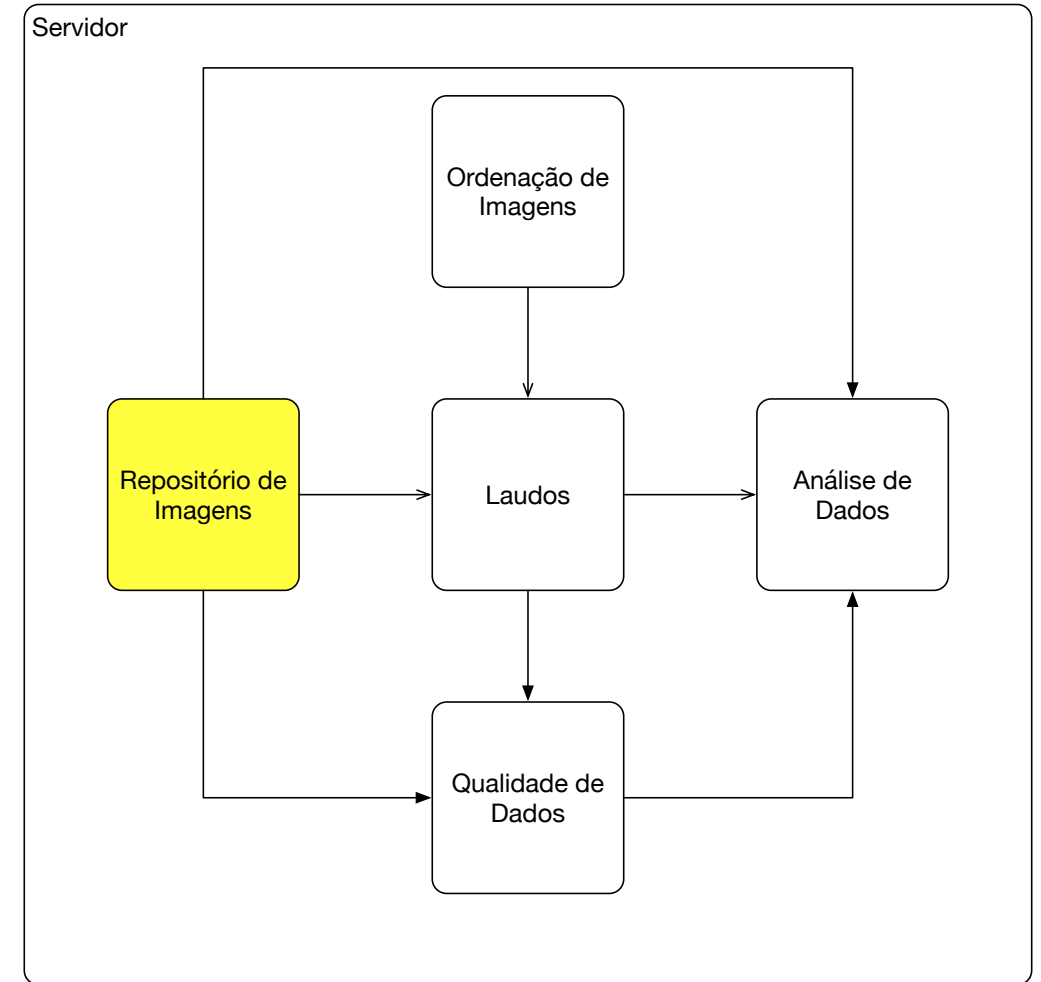 Servidor
Ordenação de
Imagens
Repositório de
Imagens
Laudos
Análise de
Dados
Qualidade de
Dados